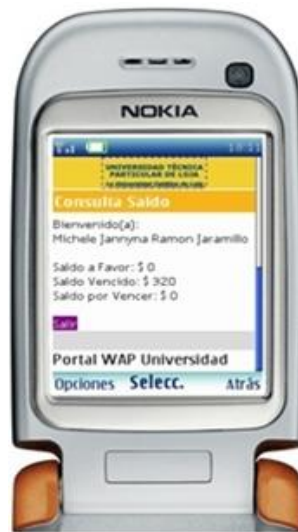 NOKIA
UNIVERSIDAD TÉCNICA
PARTICULAR DE LOJA
Consulta Saldo
Bienvenido(a):
Michele Jannyna Ramon Jaramillo
Saldo a Favor: $ 0
Saldo Vencido: $ 320
Saldo por Vencer: $ 0
Salir
Portal WAP Universidad
Opciones Selecc. Atrás